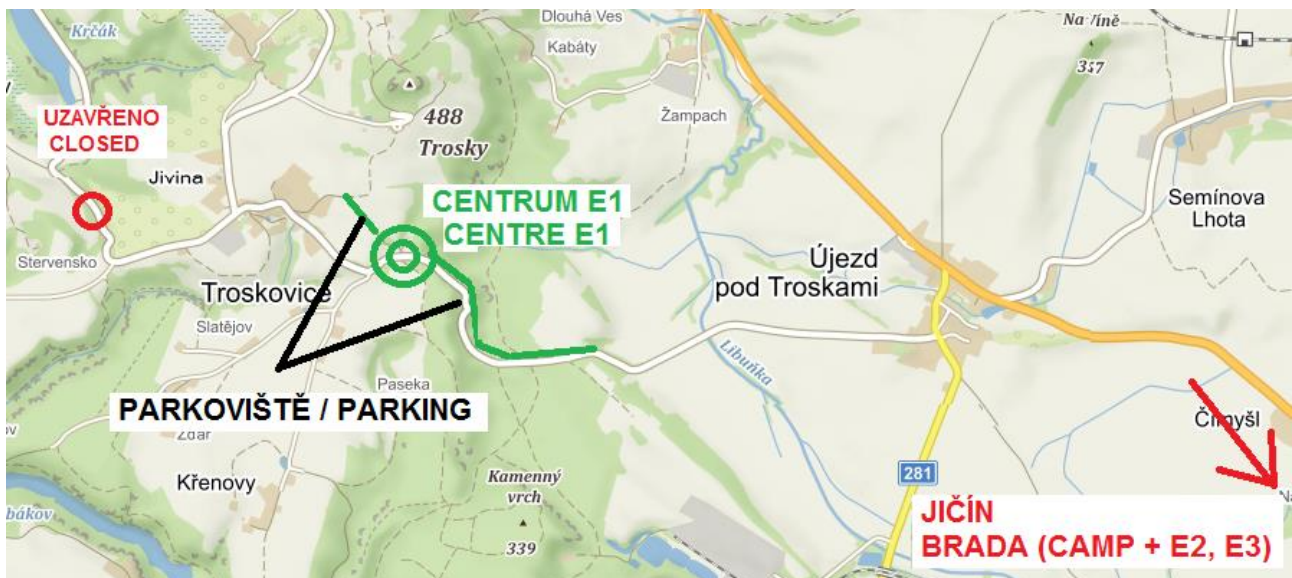 Krčák
Dlouhá Ves
Kabáty
357
UZAVŘENO
CLOSED
488
Trosky
Žampach
Jivina
CENTRUM E1
CENTRE E1
Semínova
Lhota
Stervensko
Újezd
pod Troskami
Troskovice
Slatějov
Libuňka
Paseka
PARKOVIŠTĚ / PARKING
Žďár
Křenovy
Kamenný
vrch
339
281
JIČÍN
BRADA (CAMP + E2, E3)